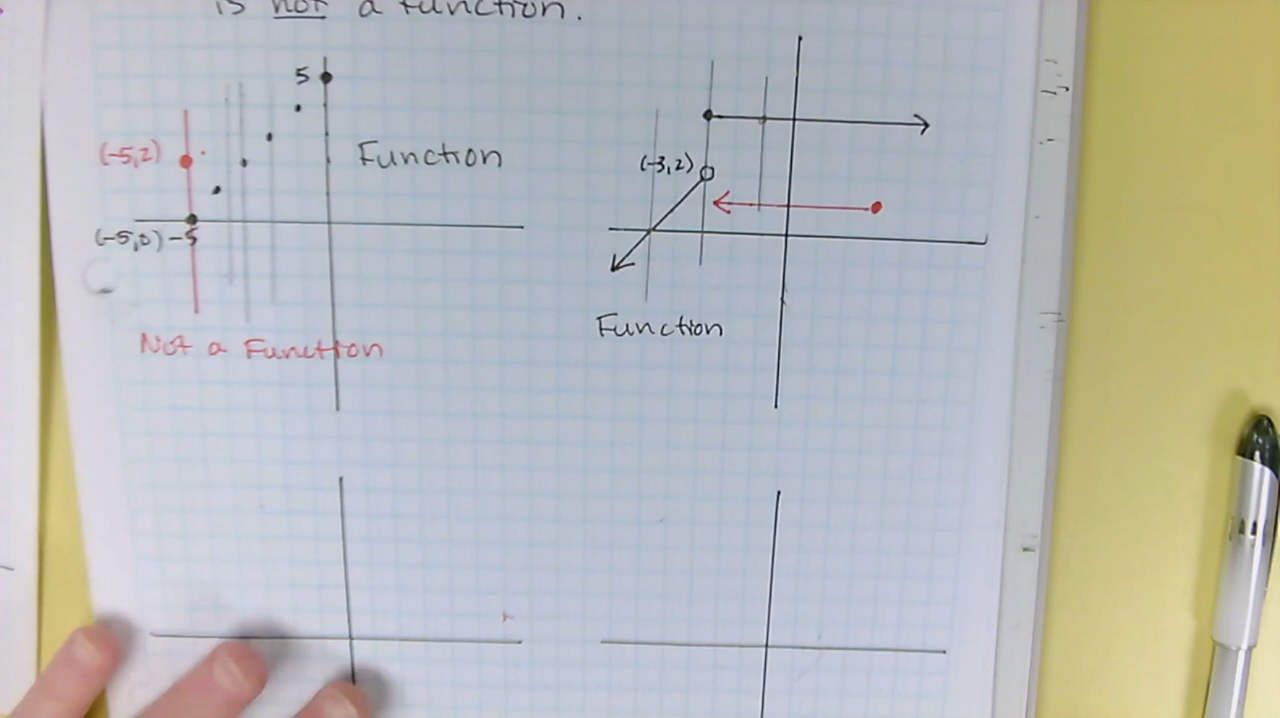 is not a function.
5
(-5,2)
Function
(-5,0) -5
Not a Function
(-3,2)
Function